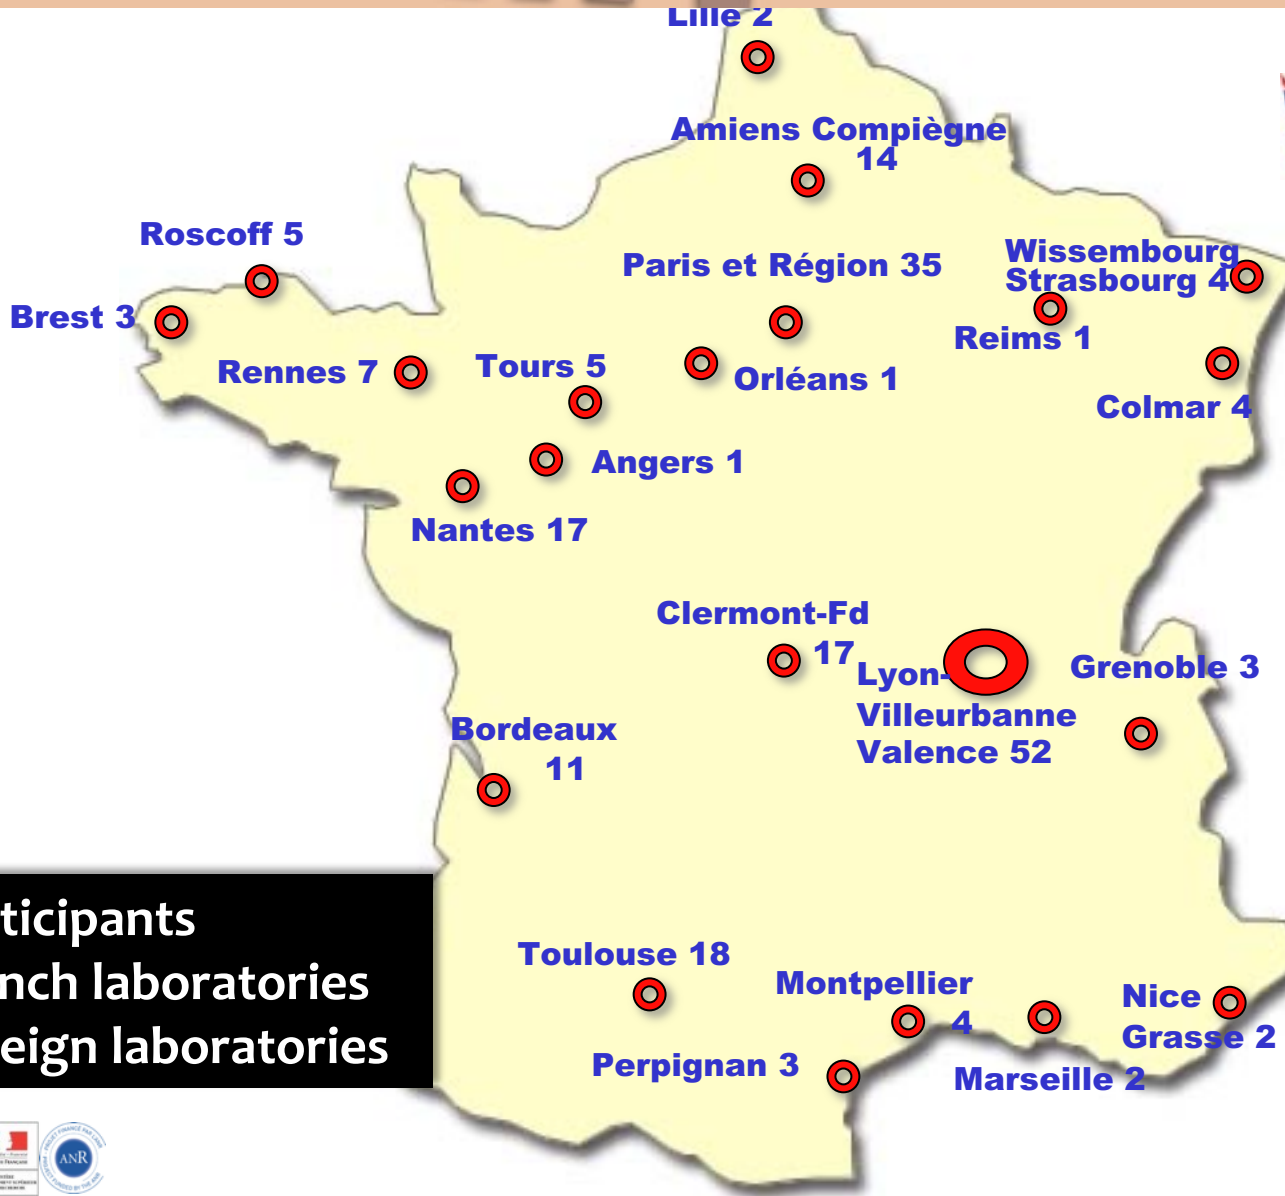 Lille 2
Amiens Compiègne
14
Roscoff 5
Paris et Région 35
Wissembourg
Strasbourg 4
Brest 3
Reims 1
Rennes 7
Tours 5
Orléans 1
Colmar 4
Angers 1
Nantes 17
Clermont-Fd
17
Lyon-
Villeurbanne
Valence 52
Grenoble 3
Bordeaux
11
ticipants
nch laboratories
eign laboratories
Toulouse 18
Montpellier
4
Nice
Grasse 2
Perpignan 3
Marseille 2
ANR